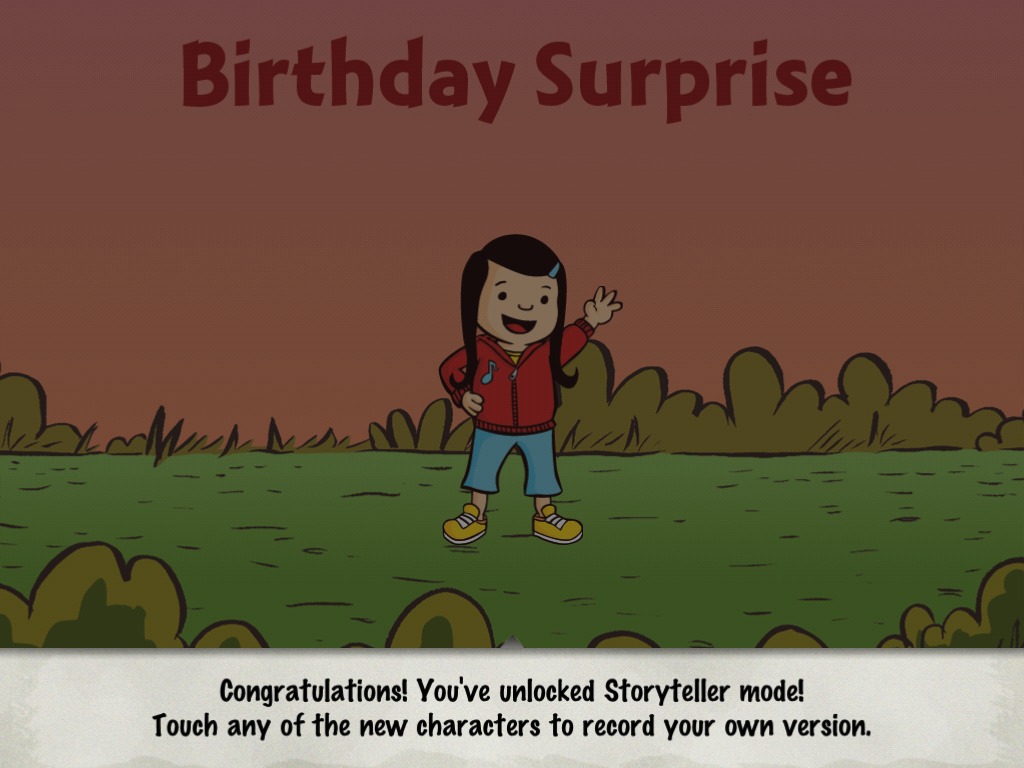 Birthday Surprise
Congratulations! You've unlocked Storyteller mode!
Touch any of the new characters to record your own version.